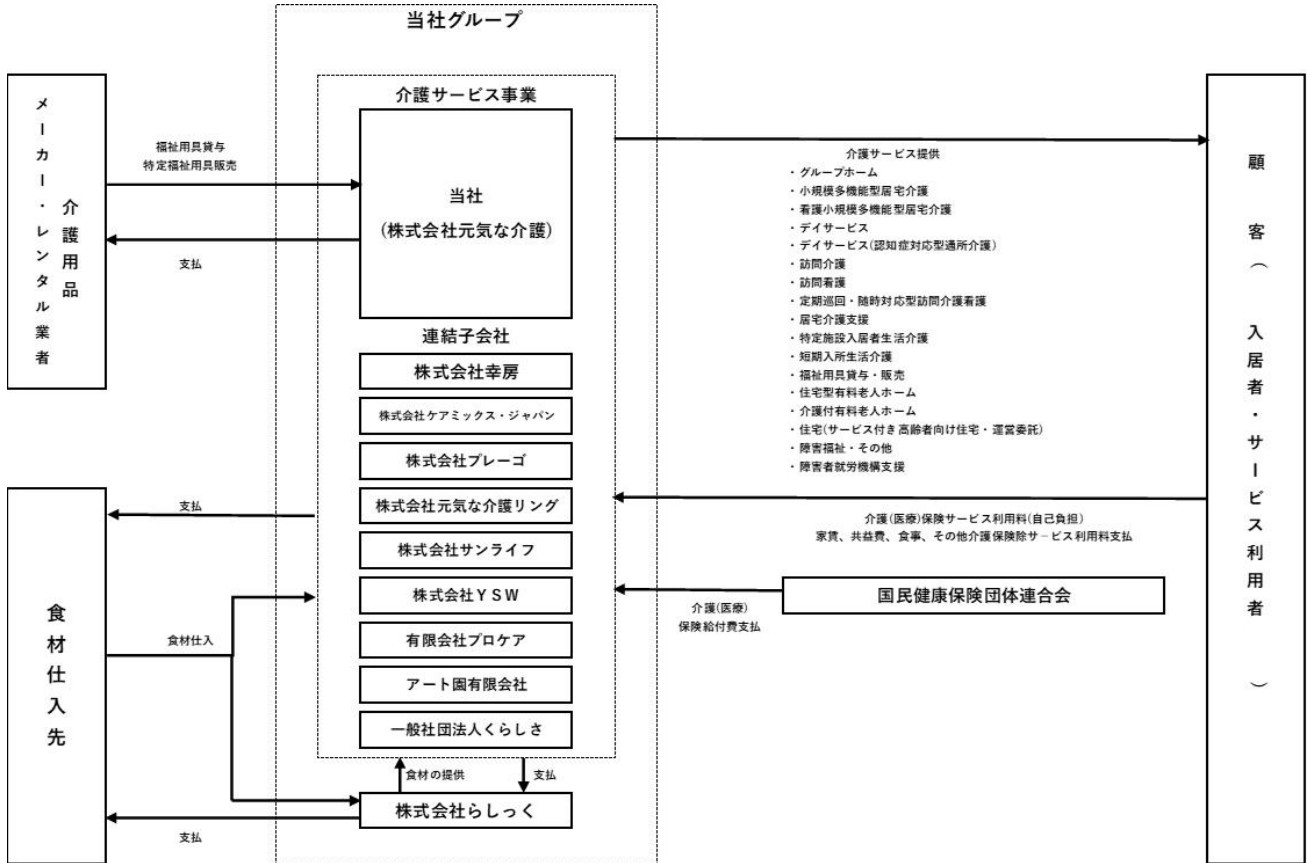 当社グループ
介護サービス事業
当社
(株式会社元気な介護)
連結子会社
株式会社幸房
株式会社ケアミックス・ジャパン
株式会社プレーゴ
株式会社元気な介護リング
株式会社サンライフ
株式会社YSW
有限会社プロケア
アート園有限会社
一般社団法人くらしさ
食材の提供
支払
株式会社らしっく
介護用品
メーカー・レンタル業者
福祉用具貸与
特定福祉用具販売
支払
食材仕入先
支払
食材仕入
支払
介護サービス提供
・グループホーム
・小規模多機能型居宅介護
・看護小規模多機能型居宅介護
・デイサービス
・デイサービス(認知症対応型通所介護)
・訪問介護
・訪問看護
・定期巡回・随時対応型訪問介護看護
・居宅介護支援
・特定施設入居者生活介護
・短期入所生活介護
・福祉用具貸与・販売
・住宅型有料老人ホーム
・介護付有料老人ホーム
・住宅(サービス付き高齢者向け住宅・運営委託)
・障害福祉・その他
・障害者就労機構支援
介護(医療)保険サービス利用料(自己負担)
家賃、共益費、食事、その他介護保険除サービス利用料支払
国民健康保険団体連合会
介護(医療)
保険給付費支払
顧客(入居者・サービス利用者)